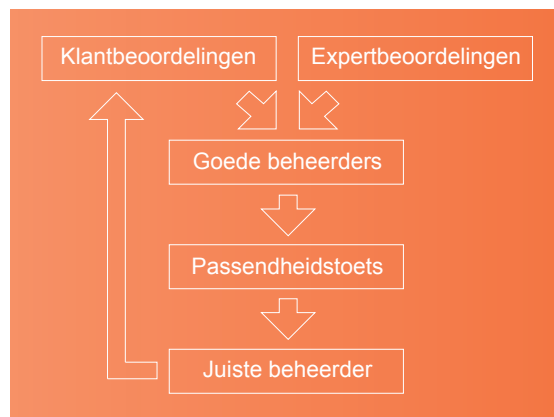 Klantbeoordelingen
Expertbeoordelingen
Goede beheerders
Passendheidstoets
Juiste beheerder